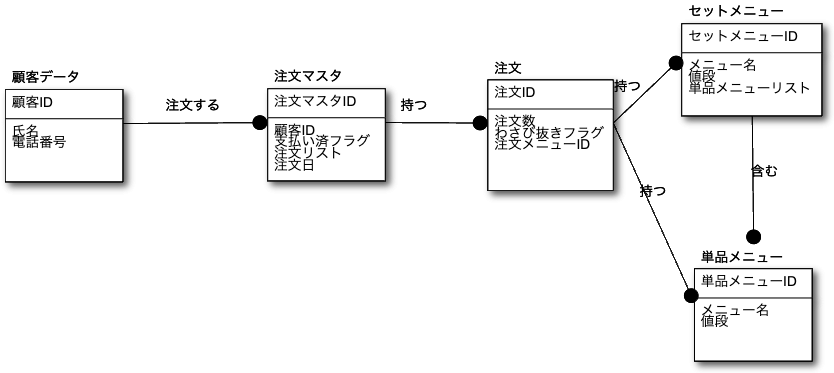 顧客データ
顧客ID
氏名
電話番号
注文する
注文マスタ
注文マスタID
顧客ID
支払い済フラグ
注文リスト
注文日
持つ
注文
注文ID
注文数
わさび抜きフラグ
注文メニューID
持つ
持つ
セットメニュー
セットメニューID
メニュー名
値段
単品メニューリスト
含む
単品メニュー
単品メニューID
メニュー名
値段